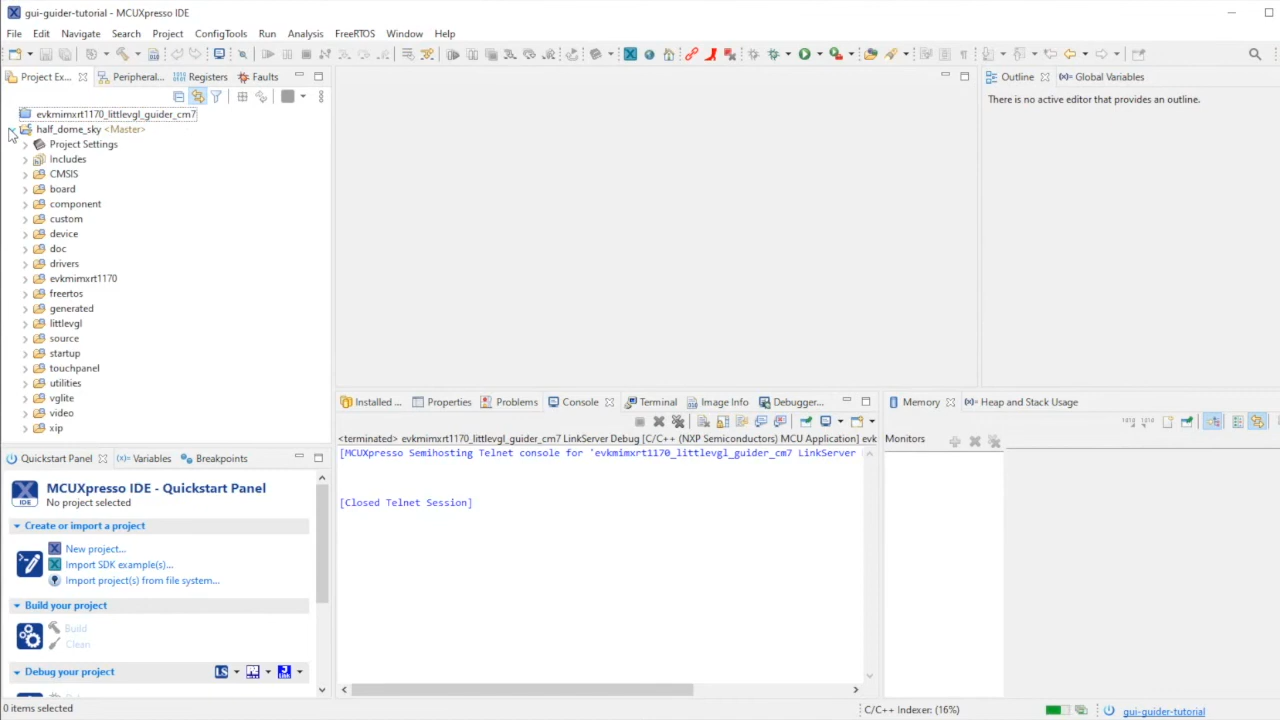 gui-guider-tutorial - MCUXpresso IDE
File Edit Navigate Search Project ConfigTools Run Analysis FreeRTOS Window Help
Project Ex... Peripheral... Registers Faults
Outline (x)= Global Variables
evkmimxrt1170_littlevgl_guider_cm7
There is no active editor that provides an outline.
half_dome_sky <Master>
Project Settings
Includes
CMSIS
board
component
custom
device
doc
drivers
evkmimxrt1170
freertos
generated
littlevgl
source
startup
touchpanel
utilities
vglite
video
xip
Installed ... Properties Problems Console Terminal Image Info Debugger...
Memory Heap and Stack Usage
<terminated> evkmimxrt1170_littlevgl_guider_cm7 LinkServer Debug [C/C++ (NXP Semiconductors) MCU Application] evk
[MCUXpresso Semihosting Telnet console for 'evkmimxrt1170_littlevgl_guider_cm7 LinkServer
[Closed Telnet Session]
Monitors
Quickstart Panel (x)= Variables Breakpoints
IDE
MCUXpresso IDE - Quickstart Panel
No project selected
Create or import a project
New project...
Import SDK example(s)...
Import project(s) from file system...
Build your project
Build
Clean
Debug your project
LS
0 items selected
C/C++ Indexer: (16%)
gui-guider-tutorial